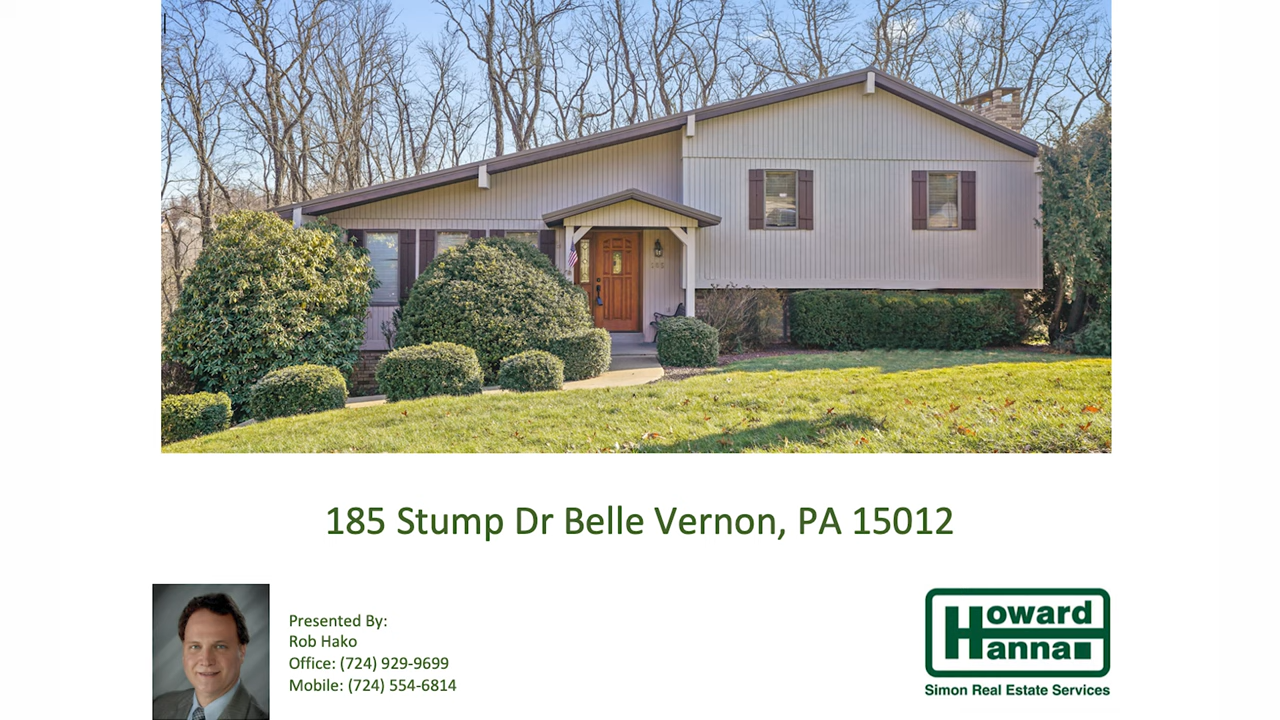 185 Stump Dr Belle Vernon, PA 15012
Presented By:
Rob Hako
Office: (724) 929-9699
Mobile: (724) 554-6814
Howard
Hanna
Simon Real Estate Services